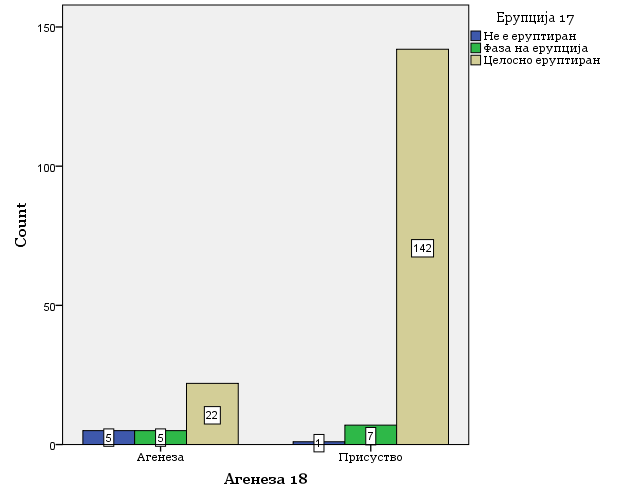 Ерупција 17
Не е еруптиран
Фаза на ерупција
Целосно еруптиран
150
100
50
0
Count
5
5
22
1
7
142
Агенеза
Присуство
Агенеза 18